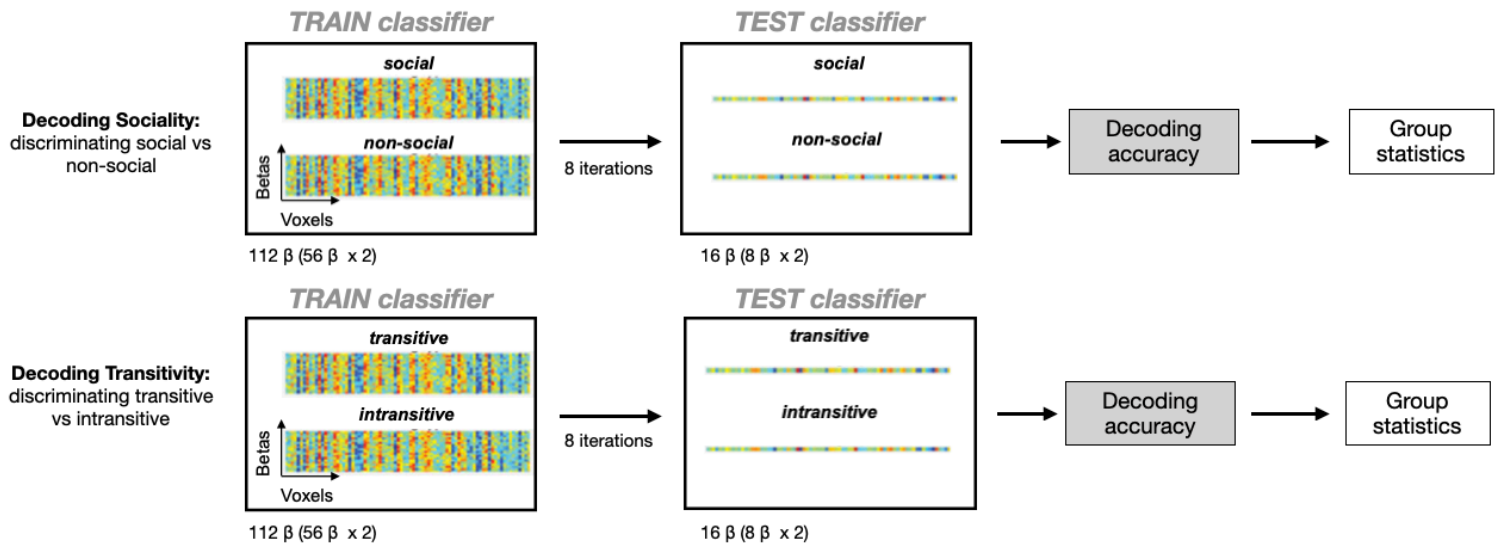 TRAIN classifier
TEST classifier
social
social
Decoding Sociality:
discriminating social vs
non-social
non-social
non-social
Betas
Voxels
8 iterations
Decoding
accuracy
Group
statistics
112 β (56 β x 2)
16 β (8 β x 2)
TRAIN classifier
TEST classifier
transitive
transitive
Decoding Transitivity:
discriminating transitive
vs intransitive
intransitive
intransitive
Betas
Voxels
8 iterations
Decoding
accuracy
Group
statistics
112 β (56 β x 2)
16 β (8 β x 2)